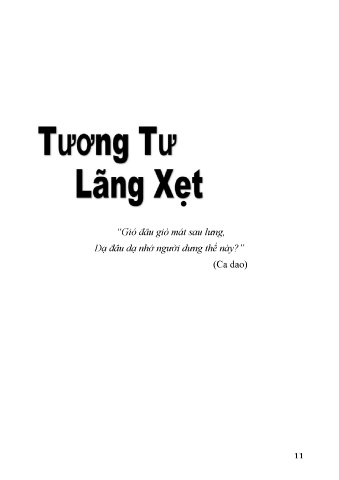 Tương Tư
Lãng Xẹt
“Gió đâu gió mát sau lưng,
Dạ đâu dạ nhớ người dưng thế này?”
(Ca dao)
11